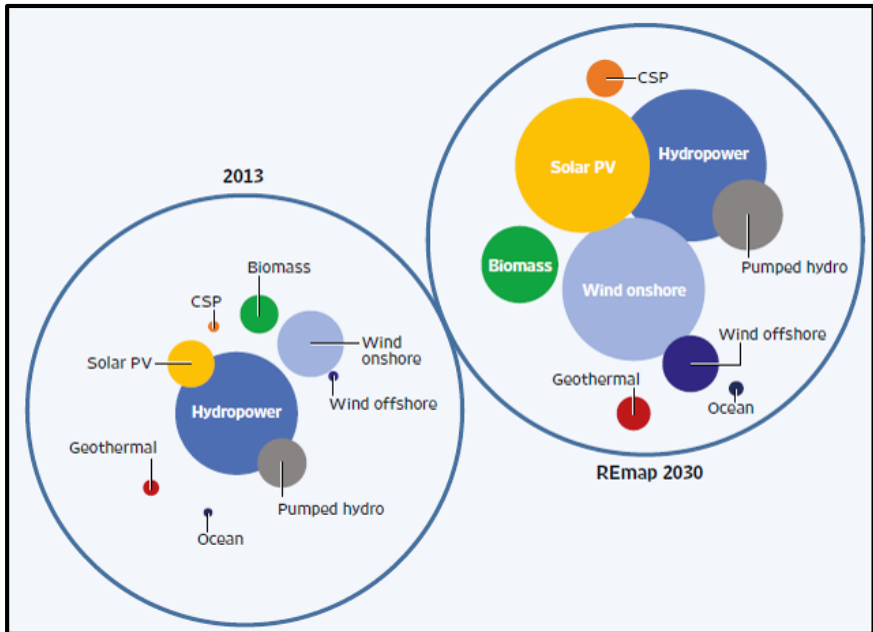 2013
Biomass
CSP
Wind
onshore
Solar PV
Wind offshore
Hydropower
Geothermal
Pumped hydro
Ocean
CSP
Hydropower
Solar PV
Biomass
Pumped hydro
Wind onshore
Wind offshore
Geothermal
Ocean
REmap 2030